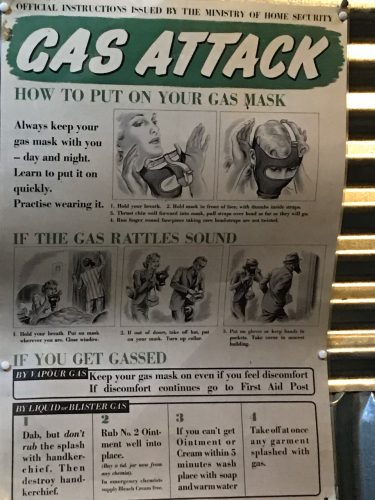 OFFICIAL INSTRUCTIONS ISSUED BY THE MINISTRY OF HOME SECURITY
GAS ATTACK
HOW TO PUT ON YOUR GAS MASK
Always keep your
gas mask with you
– day and night.
Learn to put it on
quickly.
Practise wearing it.
1. Hold your breath. 2. Hold mask in front of face, with thumbs inside straps.
3. Thrust chin well forward into mask, pull straps over head as far as they will go.
4. Run finger round face-piece taking care head-straps are not twisted.
IF THE GAS RATTLES SOUND
1. Hold your breath. Put on mask
wherever you are. Close window.
2. If out of doors, take off hat, put
on your mask. Turn up collar.
3. Put on gloves or keep hands in
pockets. Take cover in nearest
building.
IF YOU GET GASSED
BY VAPOUR GAS
Keep your gas mask on even if you feel discomfort
If discomfort continues go to First Aid Post
BY LIQUID or BLISTER GAS
1
Dab, but don't
rub the splash
with handker-
chief. Then
destroy hand-
kerchief.
2
Rub No. 2 Oint-
ment well into
place.
(Buy a 6d. jar now from
any chemist).
In emergency chemists
supply Bleach Cream free.
3
If you can't get
Ointment or
Cream within 5
minutes wash
place with soap
and warm water
4
Take off at once
any garment
splashed with
gas.